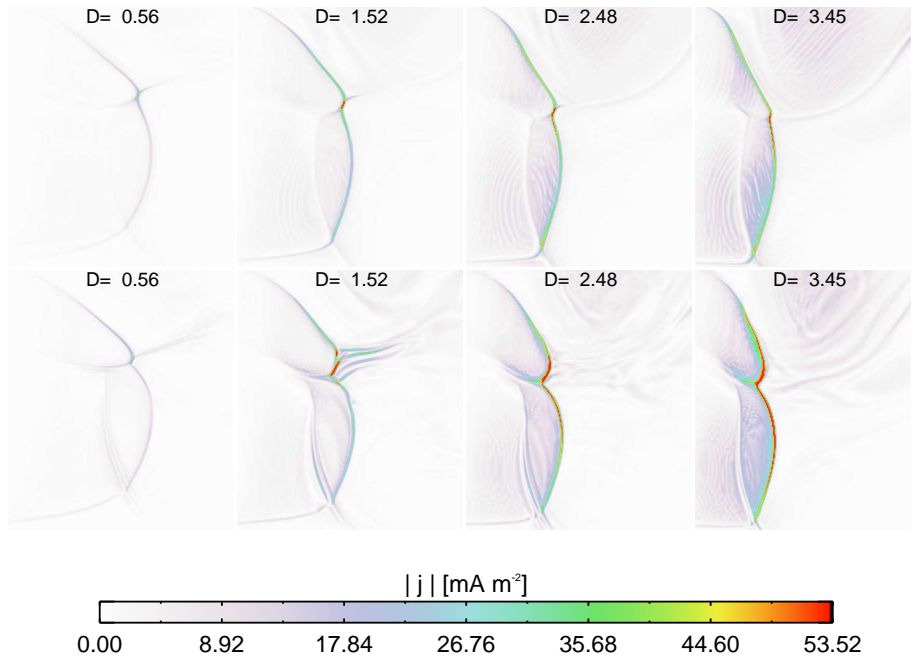 D= 0.56 D= 1.52 D= 2.48 D= 3.45
D= 0.56 D= 1.52 D= 2.48 D= 3.45
| j | [mA m⁻²]
0.00 8.92 17.84 26.76 35.68 44.60 53.52